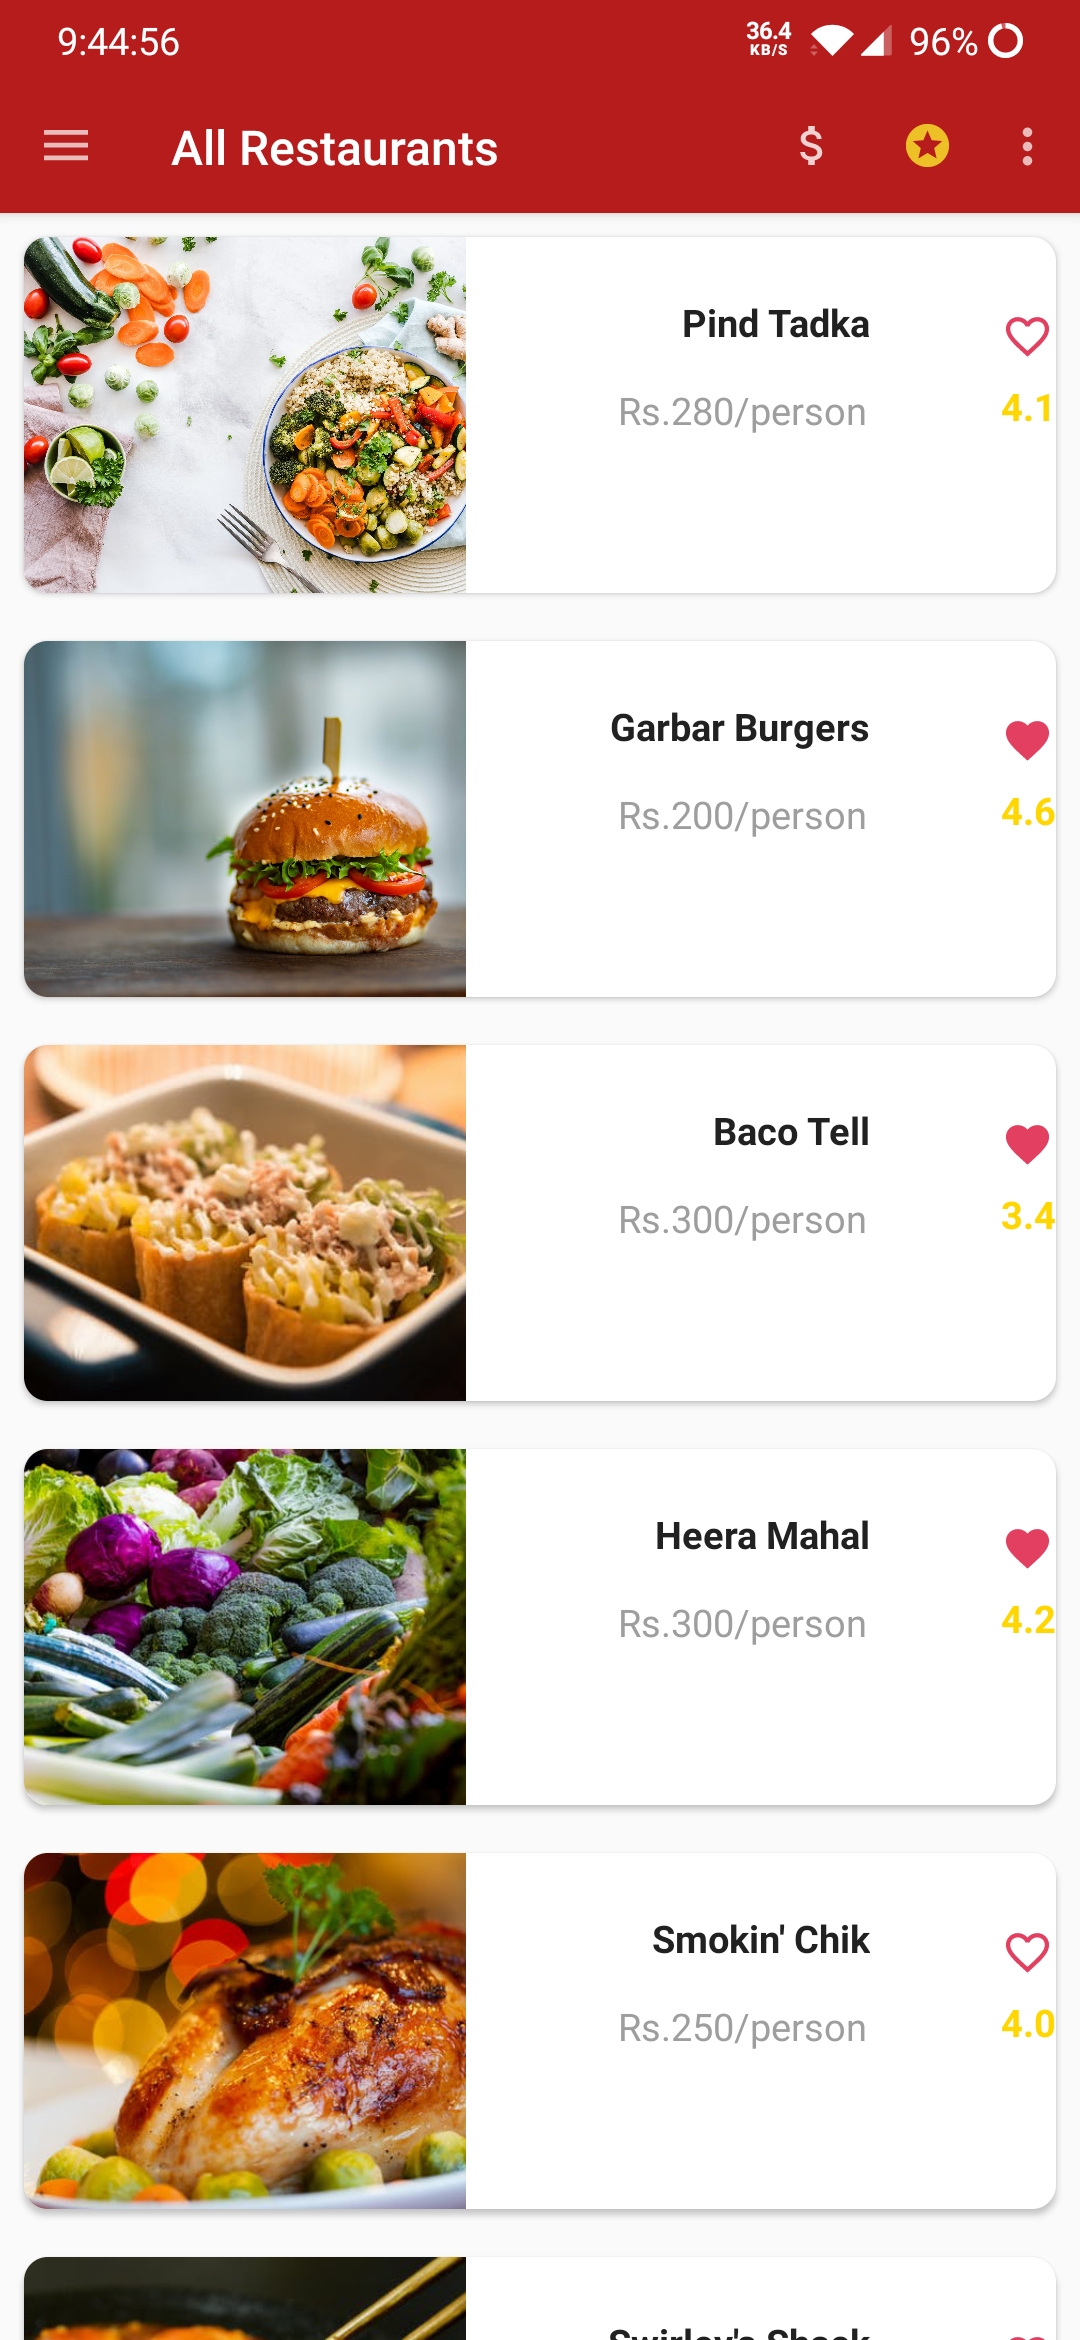 9:44:56
36.4
KB/S
96%
All Restaurants
$
Pind Tadka
Rs.280/person
4.1
Garbar Burgers
Rs.200/person
4.6
Baco Tell
Rs.300/person
3.4
Heera Mahal
Rs.300/person
4.2
Smokin' Chik
Rs.250/person
4.0